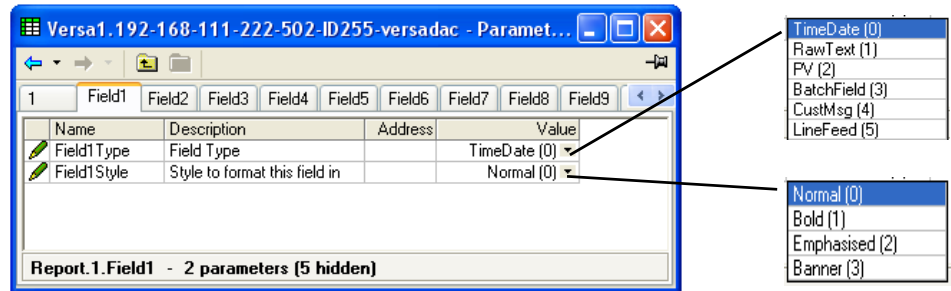 Versa1.192-168-111-222-502-ID255-versadac - Paramet...
1 Field1 Field2 Field3 Field4 Field5 Field6 Field7 Field8 Field9
Name Description Address Value
Field1Type Field Type TimeDate (0)
Field1Style Style to format this field in Normal (0)
Report.1.Field1 - 2 parameters (5 hidden)
TimeDate (0)
RawText (1)
PV (2)
BatchField (3)
CustMsg (4)
LineFeed (5)
Normal (0)
Bold (1)
Emphasised (2)
Banner (3)